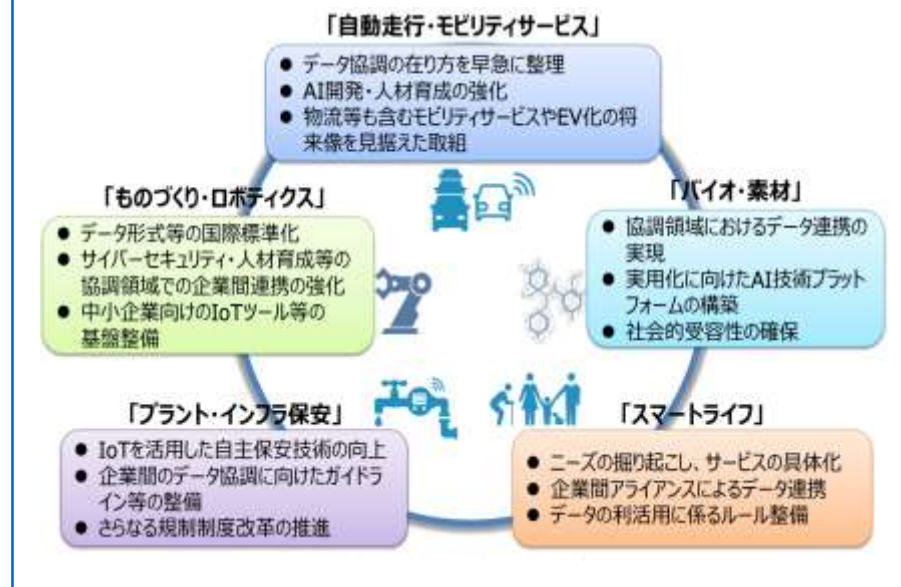 「自動走行・モビリティサービス」
● データ協調の在り方を早急に整理
● AI開発・人材育成の強化
● 物流等も含むモビリティサービスやEV化の将
来像を見据えた取組
「ものづくり・ロボティクス」
● データ形式等の国際標準化
● サイバーセキュリティ・人材育成等の
協調領域での企業間連携の強化
● 中小企業向けのIoTツール等の
基盤整備
「バイオ・素材」
● 協調領域におけるデータ連携の
実現
● 実用化に向けたAI技術プラット
フォームの構築
● 社会的受容性の確保
「プラント・インフラ保安」
● IoTを活用した自主保安技術の向上
● 企業間のデータ協調に向けたガイドラ
イン等の整備
● さらなる規制制度改革の推進
「スマートライフ」
● ニーズの掘り起こし、サービスの具体化
● 企業間アライアンスによるデータ連携
● データの利活用に係るルール整備